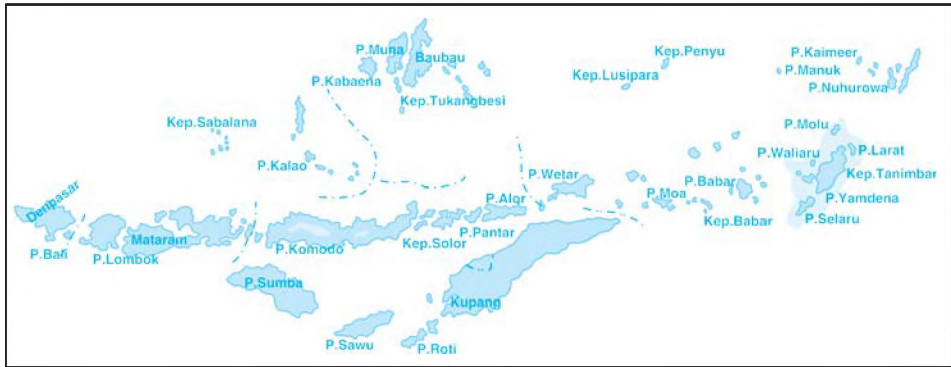 P.Muna
Baubau
Kep.Penyu
P.Kaimeer
P.Kabaena
Kep.Lusipara
P.Manuk
P.Nuhurowa
Kep.Tukangbesi
Kep.Sabalana
P.Molu
P.Kalao
P.Waliaru
P.Larat
P.Wetar
Kep.Tanimbar
P.Babar
Denpasar
P.Alor
P.Moa
P.Yamdena
P.Selaru
Kep.Babar
Mataram
P.Pantar
P.Bali
P.Lombok
P.Komodo
Kep.Solor
P.Sumba
Kupang
P.Sawu
P.Roti